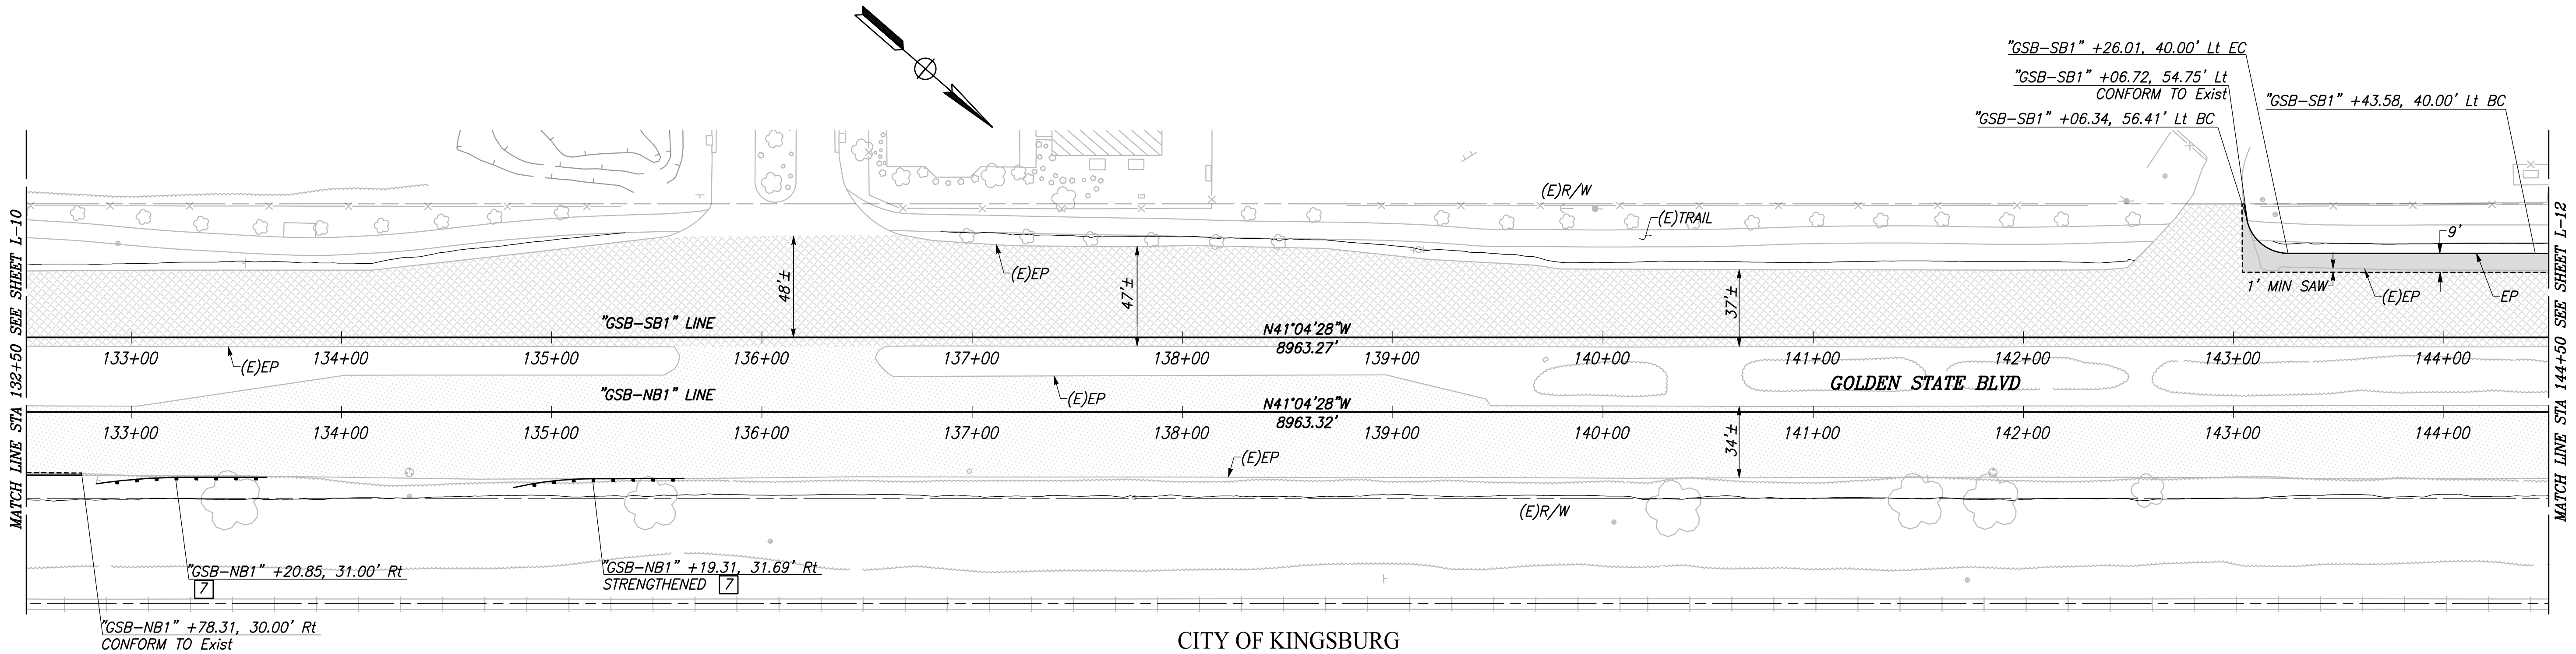 "GSB-SB1" +26.01, 40.00' Lt EC
"GSB-SB1" +06.72, 54.75' Lt
CONFORM TO Exist
"GSB-SB1" +43.58, 40.00' Lt BC
"GSB-SB1" +06.34, 56.41' Lt BC
(E)R/W
(E)TRAIL
9'
(E)EP
48'±
47'±
37'±
1' MIN SAW
(E)EP
EP
MATCH LINE STA 132+50 SEE SHEET L-10
MATCH LINE STA 144+50 SEE SHEET L-12
"GSB-SB1" LINE
N41°04'28"W
8963.27'
133+00 134+00 135+00 136+00 137+00 138+00 139+00 140+00 141+00 142+00 143+00 144+00
(E)EP
GOLDEN STATE BLVD
"GSB-NB1" LINE
(E)EP
N41°04'28"W
8963.32'
133+00 134+00 135+00 136+00 137+00 138+00 139+00 140+00 141+00 142+00 143+00 144+00
34'±
(E)EP
(E)R/W
"GSB-NB1" +20.85, 31.00' Rt
7
"GSB-NB1" +19.31, 31.69' Rt
STRENGTHENED 7
"GSB-NB1" +78.31, 30.00' Rt
CONFORM TO Exist
CITY OF KINGSBURG